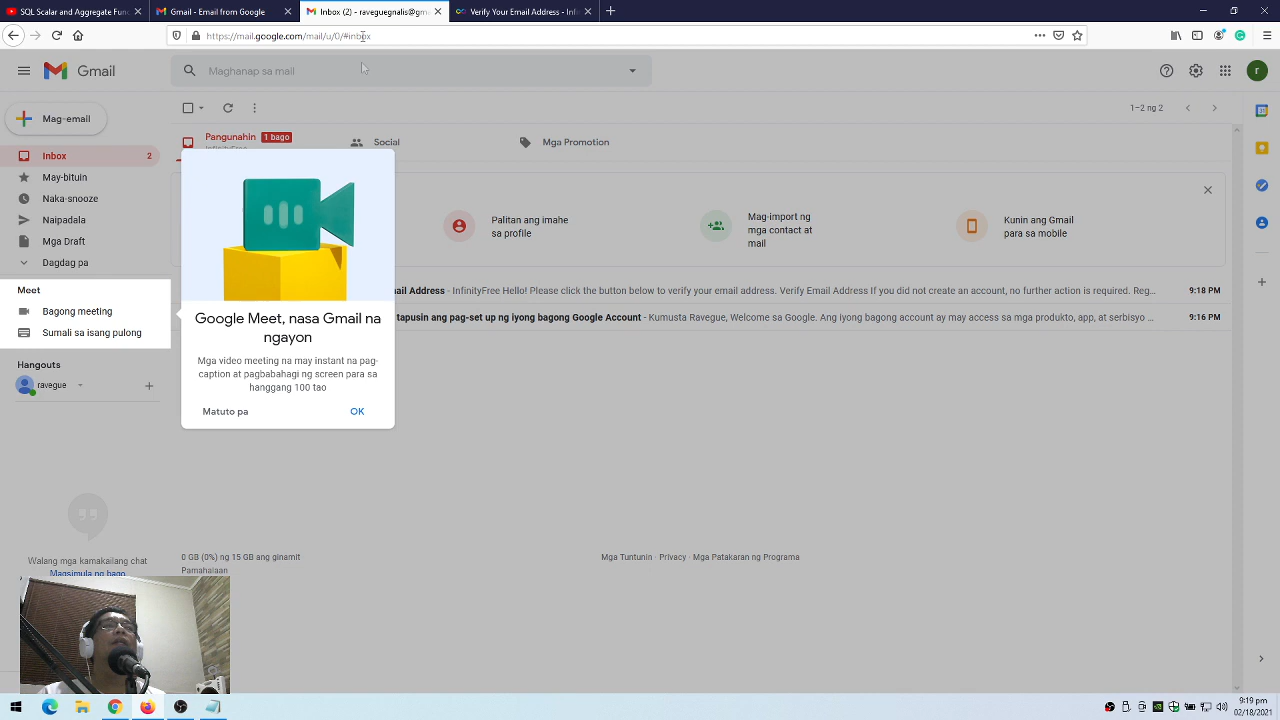 SQL Scalar and Aggregate Func
Gmail - Email from Google
Inbox (2) - raveguegnalis@gma
Verify Your Email Address - Infi
https://mail.google.com/mail/u/0/#inbox
Gmail
Maghanap sa mail
r
Mag-email
1–2 ng 2
Inbox 2
Pangunahin 1 bago
InfinityFree
Social
Mga Promotion
May-bituin
Naka-snooze
Naipadala
Mga Draft
Dagdag pa
Palitan ang imahe
sa profile
Mag-import ng
mga contact at
mail
Kunin ang Gmail
para sa mobile
Meet
Bagong meeting
Sumali sa isang pulong
Hangouts
ravegue
ail Address - InfinityFree Hello! Please click the button below to verify your email address. Verify Email Address If you did not create an account, no further action is required. Reg... 9:18 PM
tapusin ang pag-set up ng iyong bagong Google Account - Kumusta Ravegue, Welcome sa Google. Ang iyong bagong account ay may access sa mga produkto, app, at serbisyo ... 9:16 PM
Google Meet, nasa Gmail na
ngayon
Mga video meeting na may instant na pag-
caption at pagbabahagi ng screen para sa
hanggang 100 tao
Matuto pa
OK
Walang mga kamakailang chat
Magsimula ng bago
0 GB (0%) ng 15 GB ang ginamit
Pamahalaan
Mga Tuntunin · Privacy · Mga Patakaran ng Programa
9:19 pm
02/18/2021